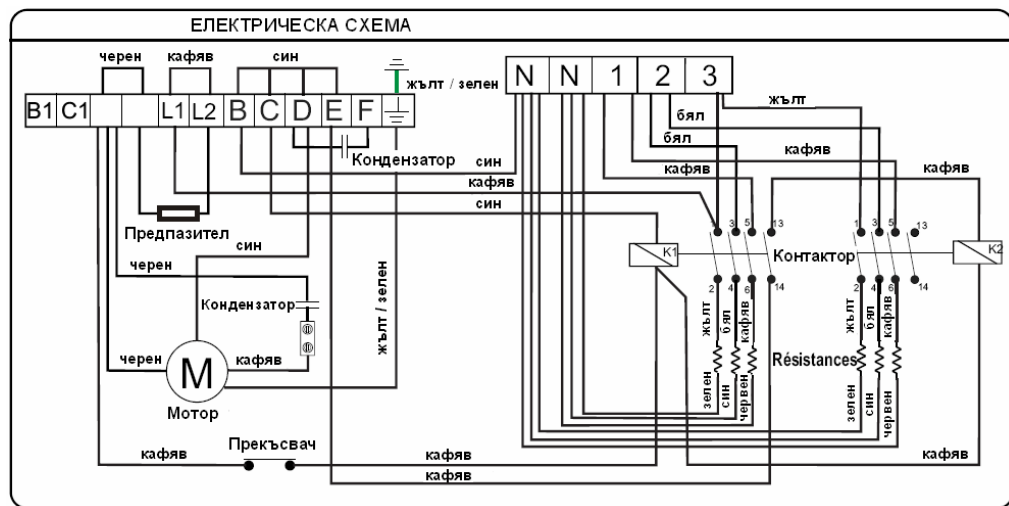 ЕЛЕКТРИЧЕСКА СХЕМА
черен
кафяв
син
жълт / зелен
N N 1 2 3
жълт
бял
бял
кафяв
кафяв
B1 C1 L1 L2 B C D E F
Кондензатор
син
кафяв
син
кафяв
Предпазител
син
черен
Кондензатор
жълт / зелен
1 3 5 13
1 3 5 13
K1
Контактор
K2
2 4 6 14
2 4 6 14
жълт
бял
кафяв
жълт
бял
кафяв
Résistances
черен
M
кафяв
Мотор
зелен
син
червен
зелен
син
червен
Прекъсвач
кафяв
кафяв
кафяв
кафяв